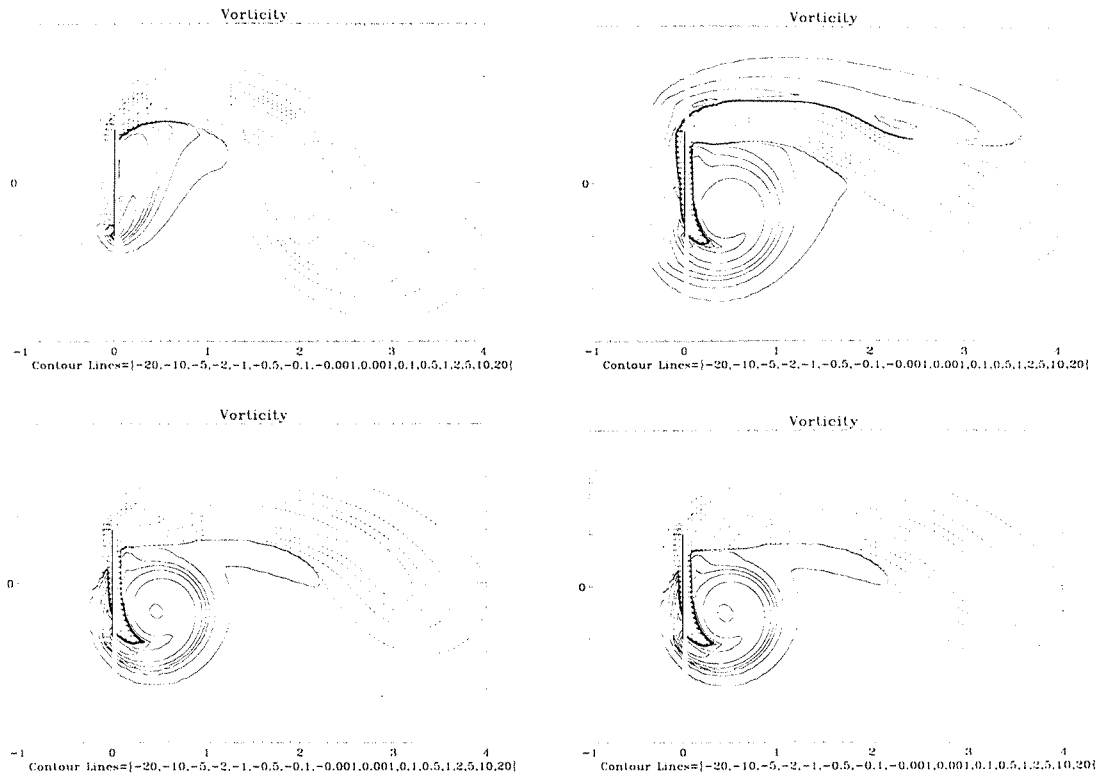 Vorticity
0
-1 0 1 2 3 4
Contour Lines={-20,-10,-5,-2,-1,+0.5,-0.1,-0.001,0.001,0.1,0.5,1,2,5,10,20}
Vorticity
0
-1 0 1 2 3 4
Contour Lines={-20,-10,-5,-2,-1,-0.5,-0.1,-0.001,0.001,0.1,0.5,1,2,5,10,20}
Vorticity
0
-1 0 1 2 3 4
Contour Lines={-20,-10,-5,-2,-1,-0.5,-0.1,-0.001,0.001,0.1,0.5,1,2,5,10,20}
Vorticity
0
-1 0 1 2 3 4
Contour Lines={-20,-10,-5,-2,-1,-0.5,-0.1,-0.001,0.001,0.1,0.5,1,2,5,10,20}